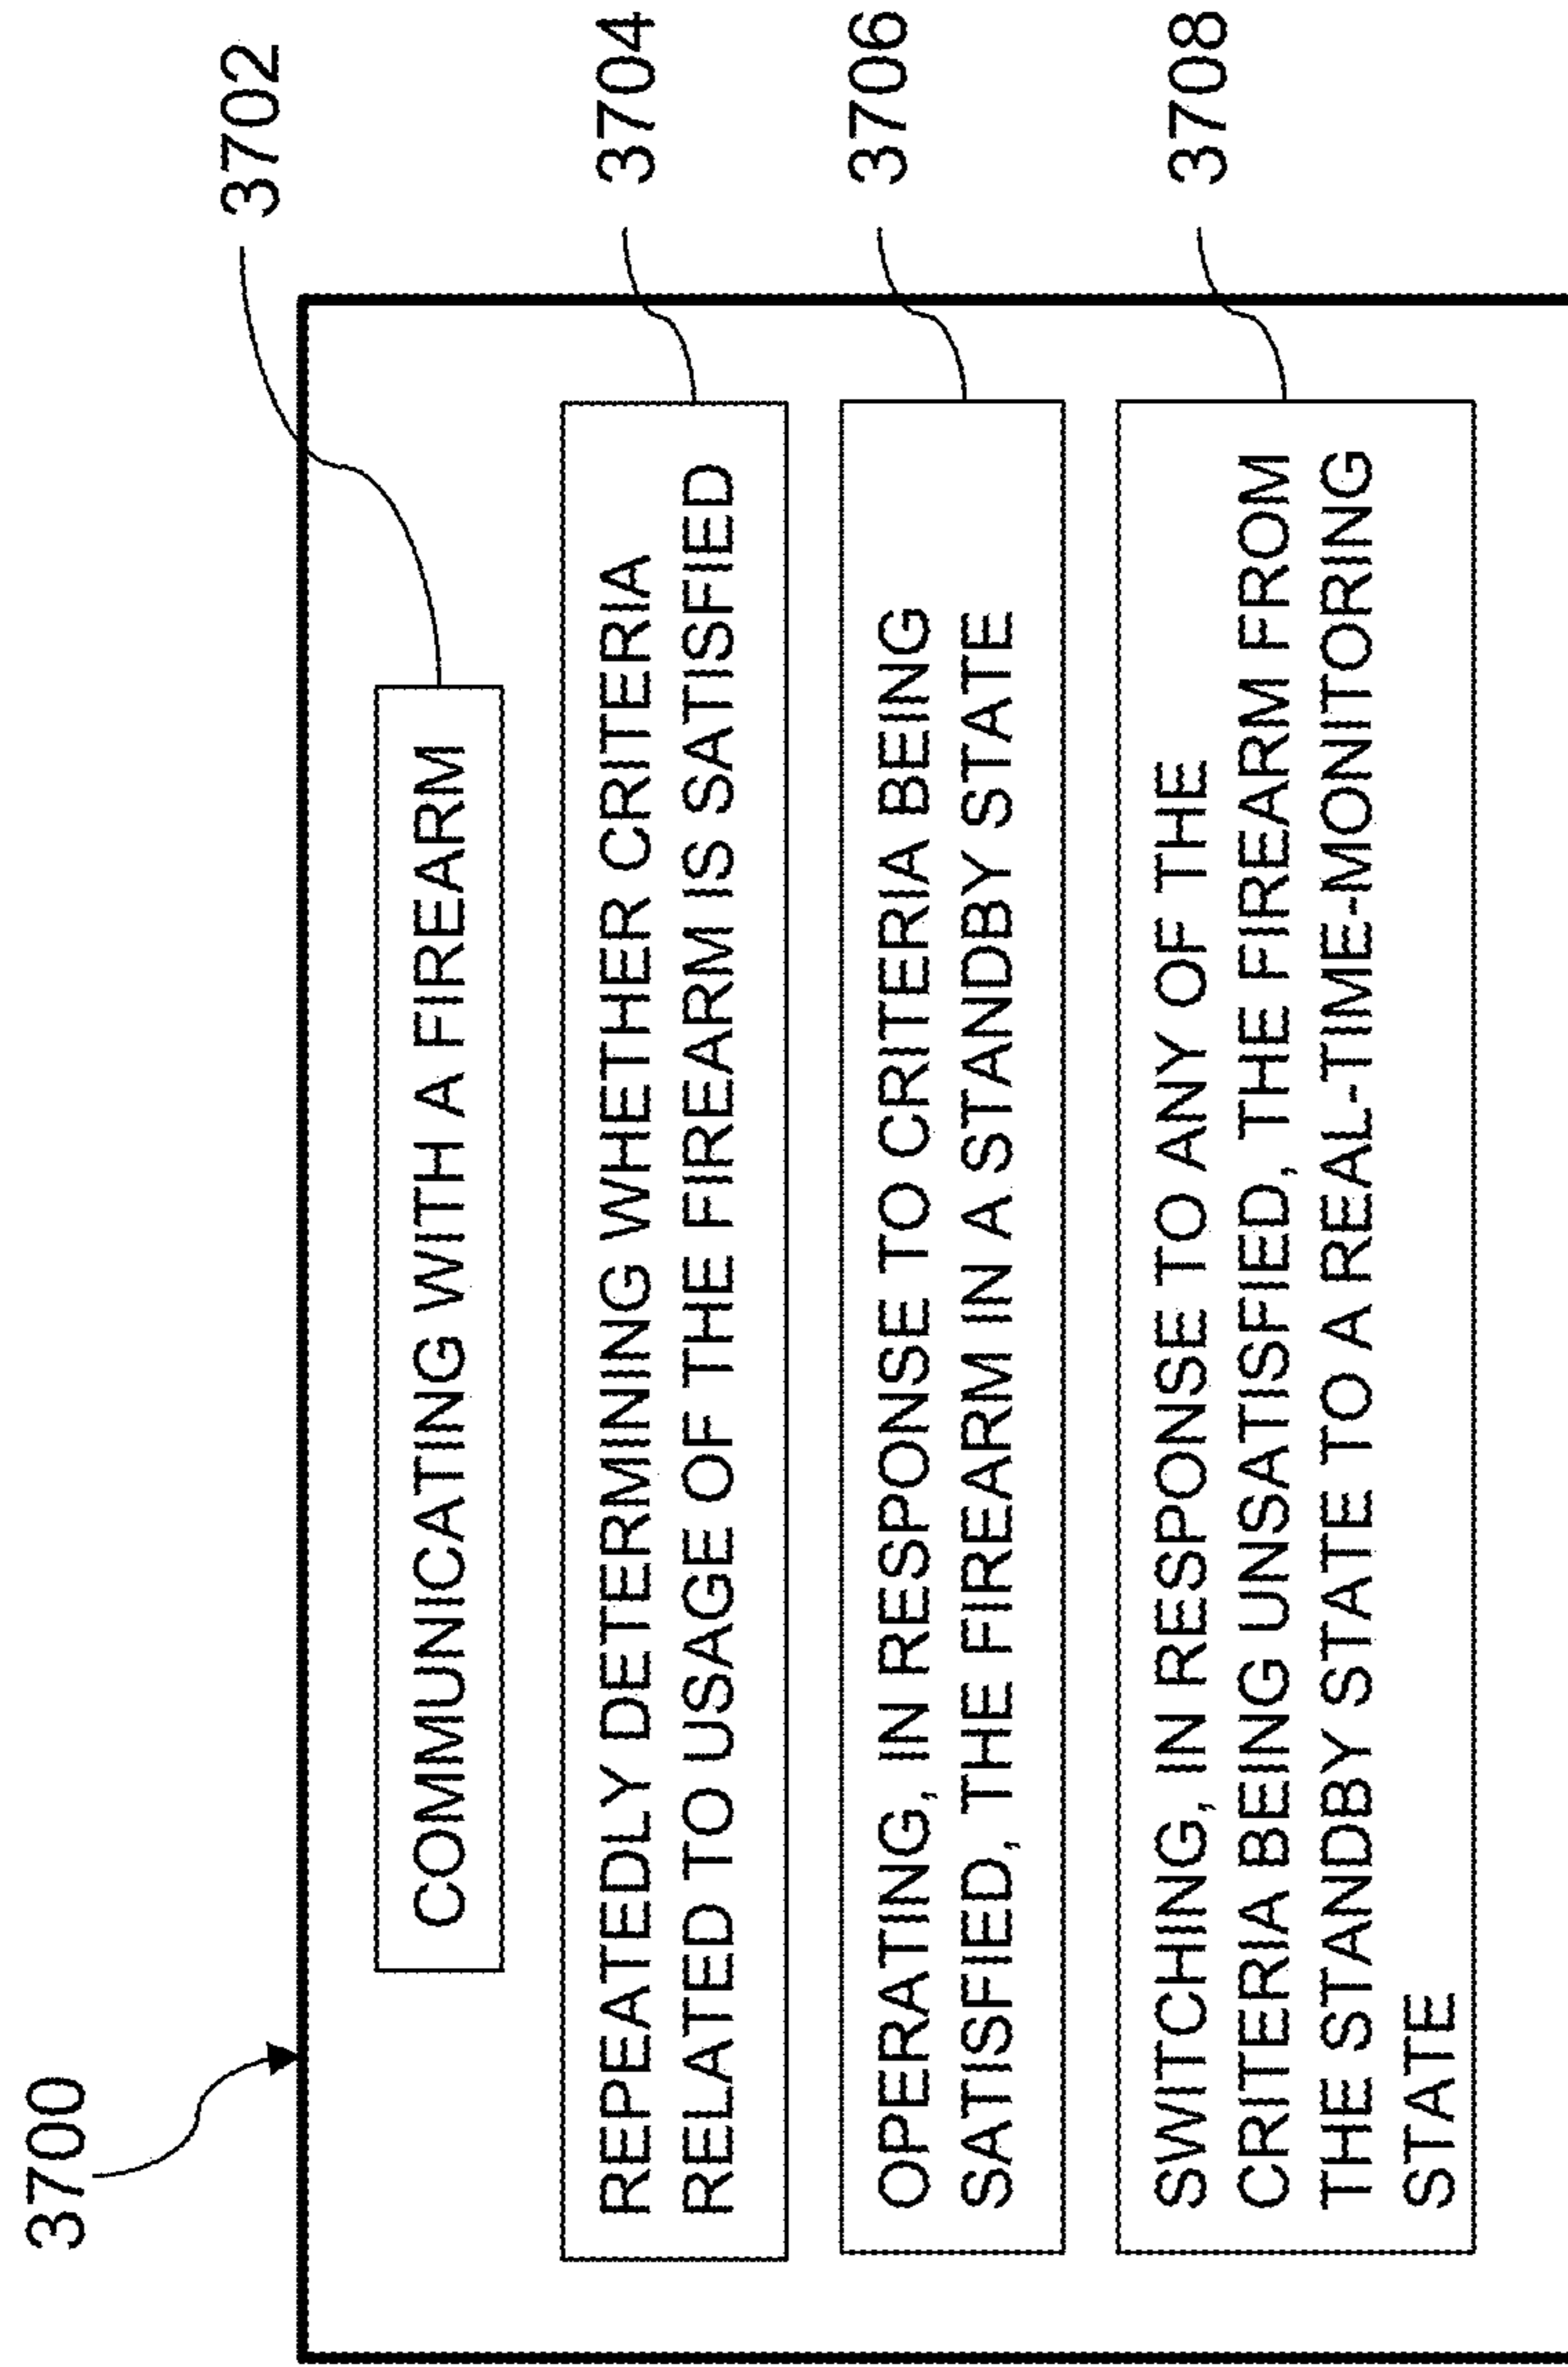 3700
3702
COMMUNICATING WITH A FIREARM
3704
REPEATEDLY DETERMINING WHETHER CRITERIA
RELATED TO USAGE OF THE FIREARM IS SATISFIED
3706
OPERATING, IN RESPONSE TO CRITERIA BEING
SATISFIED, THE FIREARM IN A STANDBY STATE
3708
SWITCHING, IN RESPONSE TO ANY OF THE
CRITERIA BEING UNSATISFIED, THE FIREARM FROM
THE STANDBY STATE TO A REAL-TIME-MONITORING
STATE